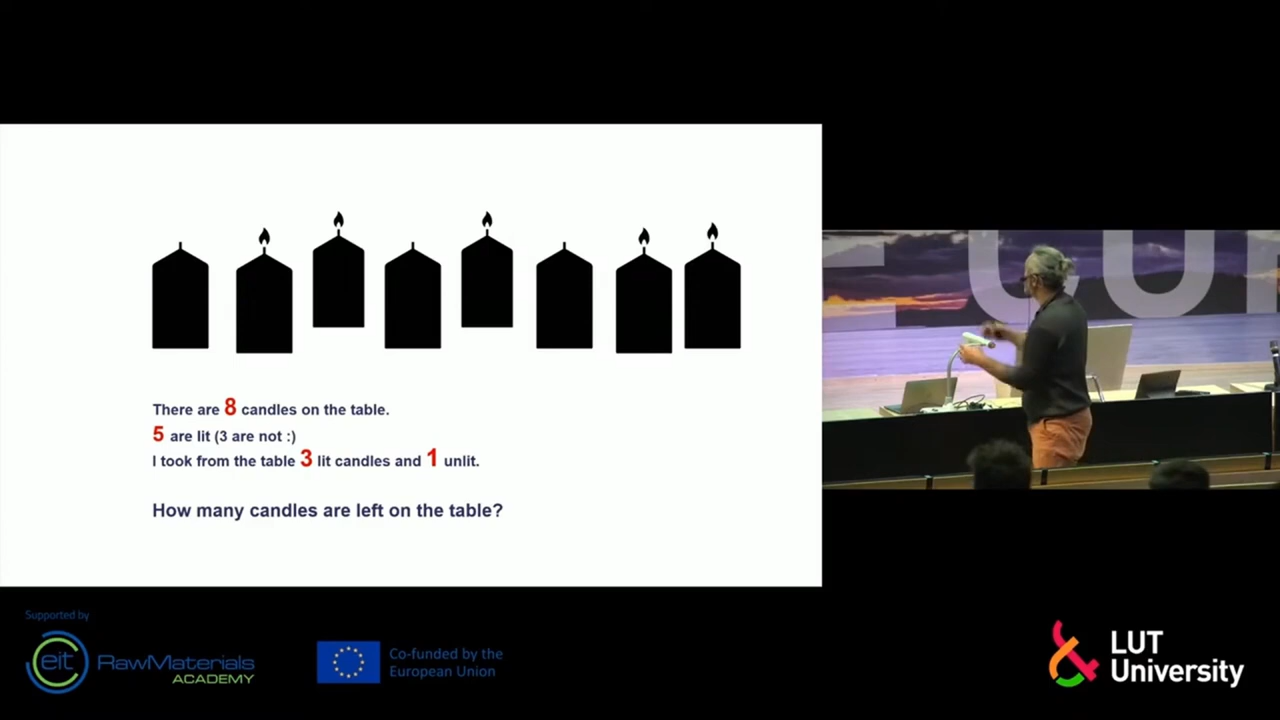 There are 8 candles on the table.
5 are lit (3 are not :)
I took from the table 3 lit candles and 1 unlit.
How many candles are left on the table?
Supported by
eit RawMaterials
ACADEMY
Co-funded by the
European Union
LUT
University